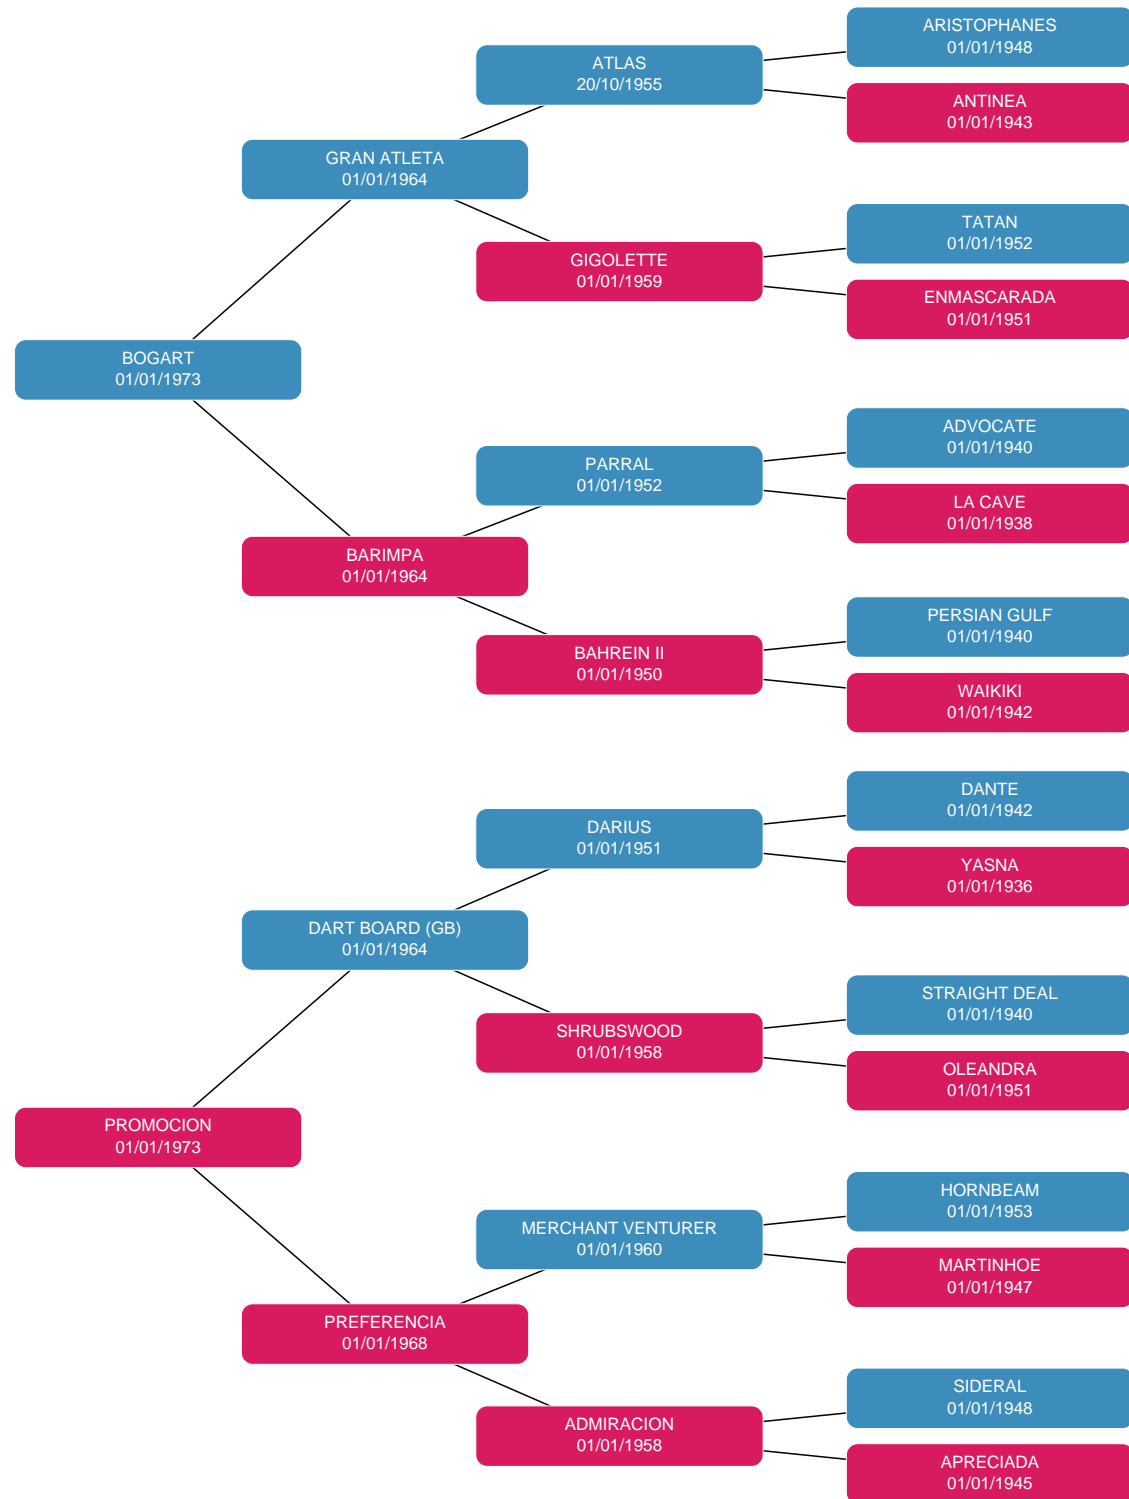 ARISTOPHANES
01/01/1948
ATLAS
20/10/1955
ANTINEA
01/01/1943
GRAN ATLETA
01/01/1964
TATAN
01/01/1952
GIGOLETTE
01/01/1959
ENMASCARADA
01/01/1951
BOGART
01/01/1973
ADVOCATE
01/01/1940
PARRAL
01/01/1952
LA CAVE
01/01/1938
BARIMPA
01/01/1964
PERSIAN GULF
01/01/1940
BAHREIN II
01/01/1950
WAIKIKI
01/01/1942
DANTE
01/01/1942
DARIUS
01/01/1951
YASNA
01/01/1936
DART BOARD (GB)
01/01/1964
STRAIGHT DEAL
01/01/1940
SHRUBSWOOD
01/01/1958
OLEANDRA
01/01/1951
PROMOCION
01/01/1973
HORNBEAM
01/01/1953
MERCHANT VENTURER
01/01/1960
MARTINHOE
01/01/1947
PREFERENCIA
01/01/1968
SIDERAL
01/01/1948
ADMIRACION
01/01/1958
APRECIADA
01/01/1945